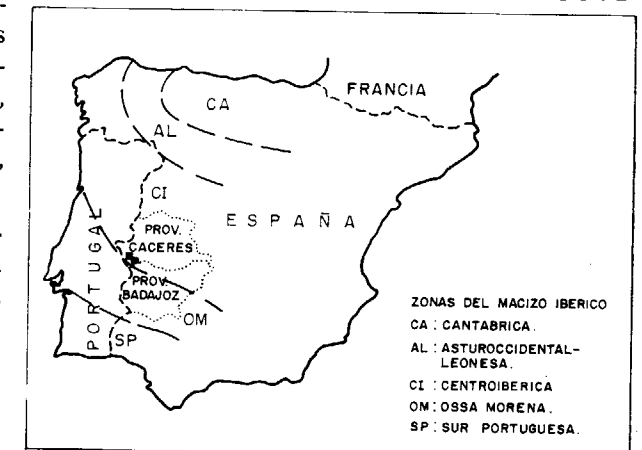 FRANCIA
CA
AL
CI
ESPAÑA
PORTUGAL
PROV.
CACERES
PROV.
BADAJOZ
OM
SP
ZONAS DEL MACIZO IBERICO
CA : CANTABRICA.
AL : ASTUROCCIDENTAL-
LEONESA.
CI : CENTROIBERICA
OM : OSSA MORENA.
SP : SUR PORTUGUESA.